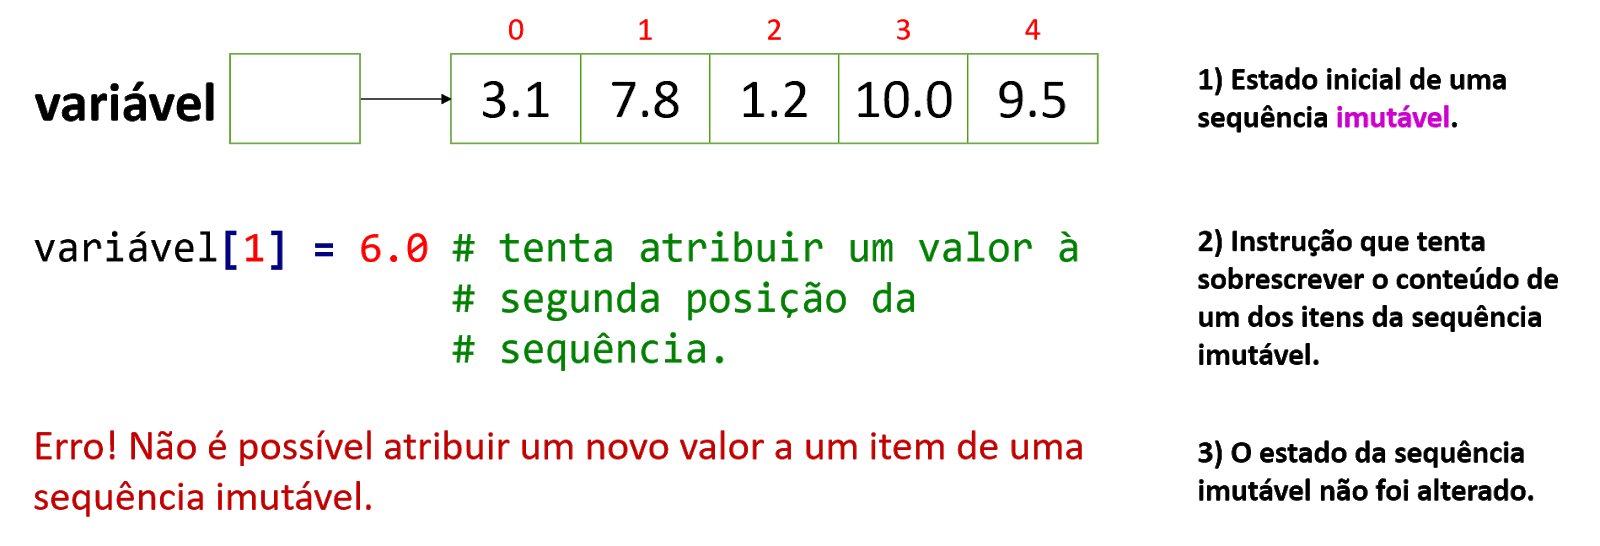 0 1 2 3 4
variável 3.1 7.8 1.2 10.0 9.5
1) Estado inicial de uma
sequência imutável.
variável[1] = 6.0 # tenta atribuir um valor à
# segunda posição da
# sequência.
2) Instrução que tenta
sobrescrever o conteúdo de
um dos itens da sequência
imutável.
Erro! Não é possível atribuir um novo valor a um item de uma
sequência imutável.
3) O estado da sequência
imutável não foi alterado.